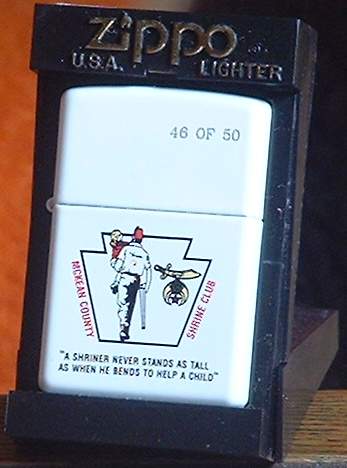 Zippo
U.S.A. LIGHTER
46 OF 50
MCKEAN COUNTY
SHRINE CLUB
"A SHRINER NEVER STANDS AS TALL
AS WHEN HE BENDS TO HELP A CHILD"